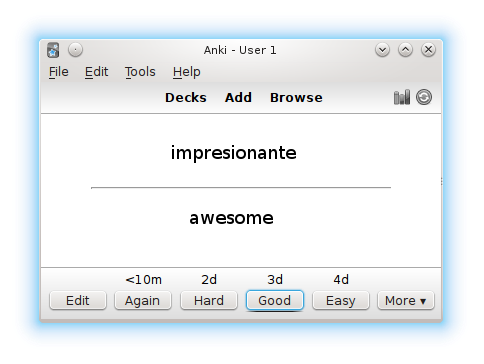 Anki - User 1
File Edit Tools Help
Decks Add Browse
impresionante
awesome
<10m 2d 3d 4d
Edit Again Hard Good Easy More ▾